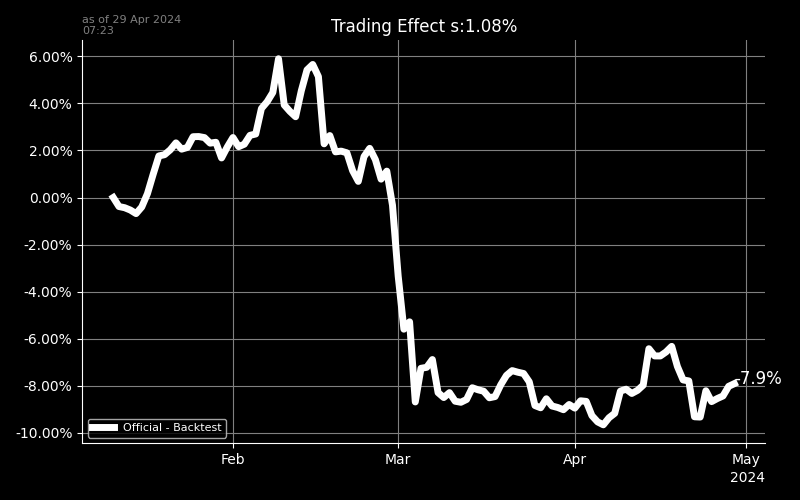 as of 29 Apr 2024
07:23
Trading Effect s:1.08%
6.00%
4.00%
2.00%
0.00%
-2.00%
-4.00%
-6.00%
-8.00%
-10.00%
-7.9%
Official - Backtest
Feb
Mar
Apr
May
2024